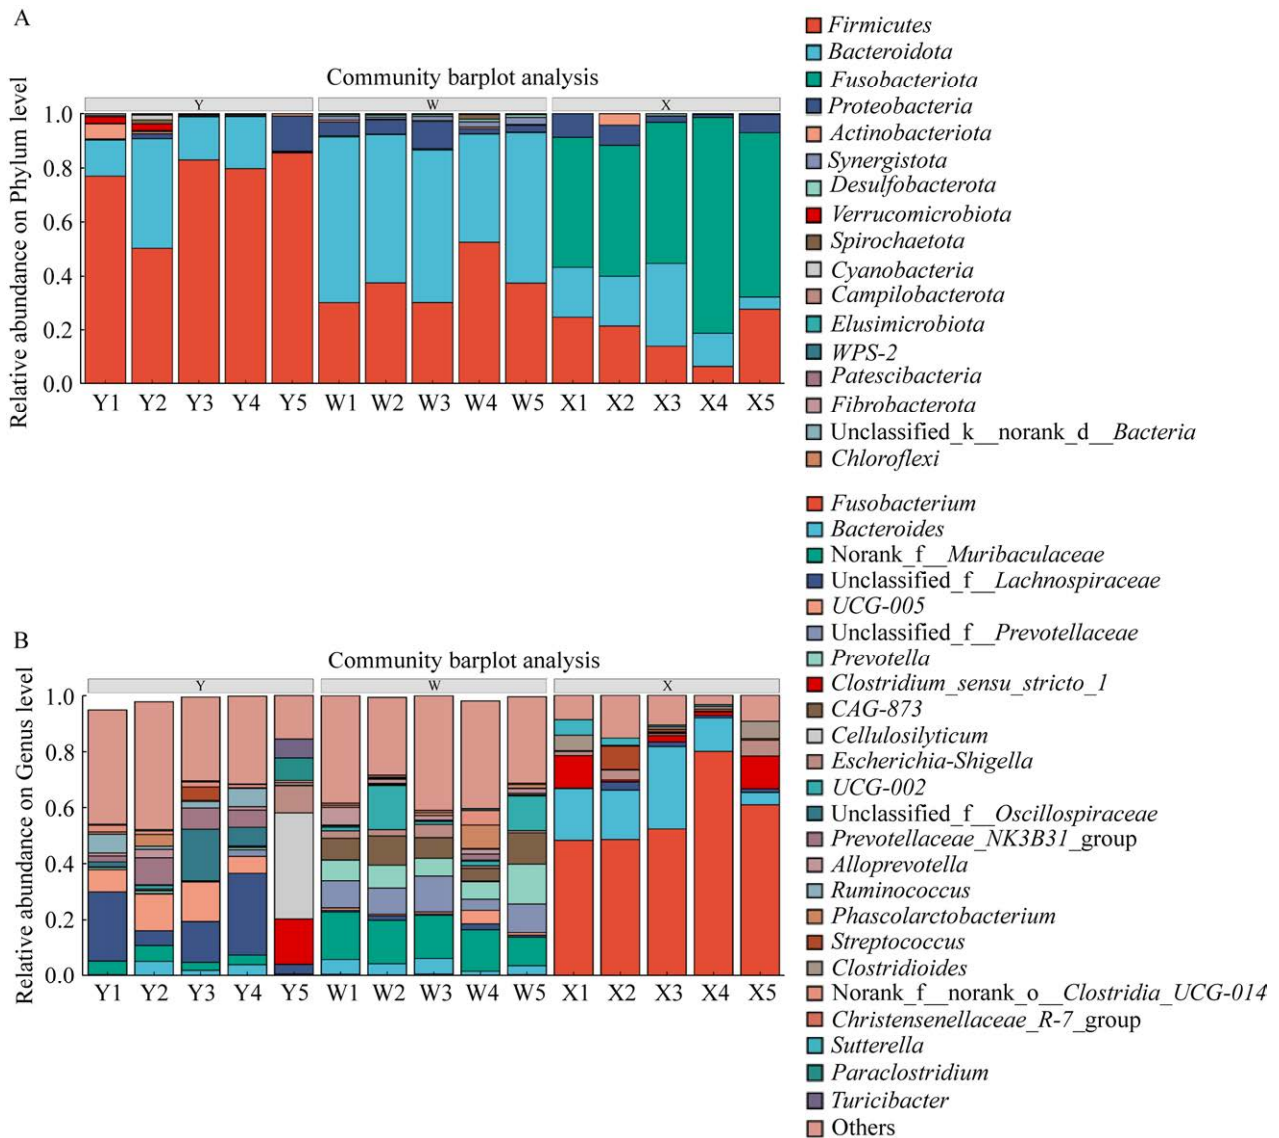 A
Community barplot analysis
Relative abundance on Phylum level
Y W X
1.0
0.8
0.6
0.4
0.2
0.0
Y1 Y2 Y3 Y4 Y5 W1 W2 W3 W4 W5 X1 X2 X3 X4 X5
Firmicutes
Bacteroidota
Fusobacteriota
Proteobacteria
Actinobacteriota
Synergistota
Desulfobacterota
Verrucomicrobiota
Spirochaetota
Cyanobacteria
Campilobacterota
Elusimicrobiota
WPS-2
Patescibacteria
Fibrobacterota
Unclassified_k__norank_d__Bacteria
Chloroflexi
B
Community barplot analysis
Relative abundance on Genus level
Y W X
1.0
0.8
0.6
0.4
0.2
0.0
Y1 Y2 Y3 Y4 Y5 W1 W2 W3 W4 W5 X1 X2 X3 X4 X5
Fusobacterium
Bacteroides
Norank_f__Muribaculaceae
Unclassified_f__Lachnospiraceae
UCG-005
Unclassified_f__Prevotellaceae
Prevotella
Clostridium_sensu_stricto_1
CAG-873
Cellulosilyticum
Escherichia-Shigella
UCG-002
Unclassified_f__Oscillospiraceae
Prevotellaceae_NK3B31_group
Alloprevotella
Ruminococcus
Phascolarctobacterium
Streptococcus
Clostridioides
Norank_f__norank_o__Clostridia_UCG-014
Christensenellaceae_R-7_group
Sutterella
Paraclostridium
Turicibacter
Others